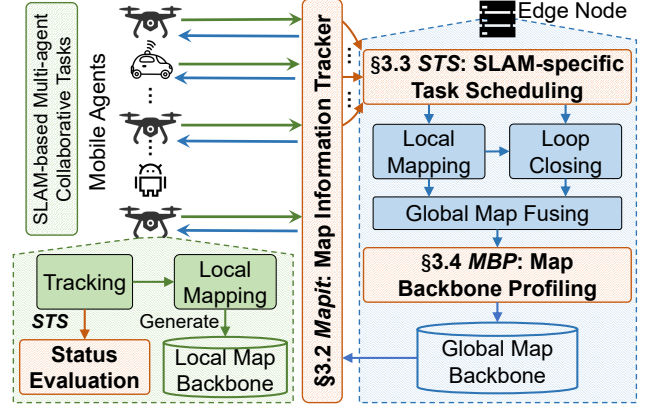 Edge Node
SLAM-based Multi-agent
Collaborative Tasks
Mobile Agents
§3.2 Mapit: Map Information Tracker
§3.3 STS: SLAM-specific
Task Scheduling
Local
Mapping
Loop
Closing
Global Map Fusing
§3.4 MBP: Map
Backbone Profiling
Global Map
Backbone
Tracking
Local
Mapping
STS
Generate
Status
Evaluation
Local Map
Backbone